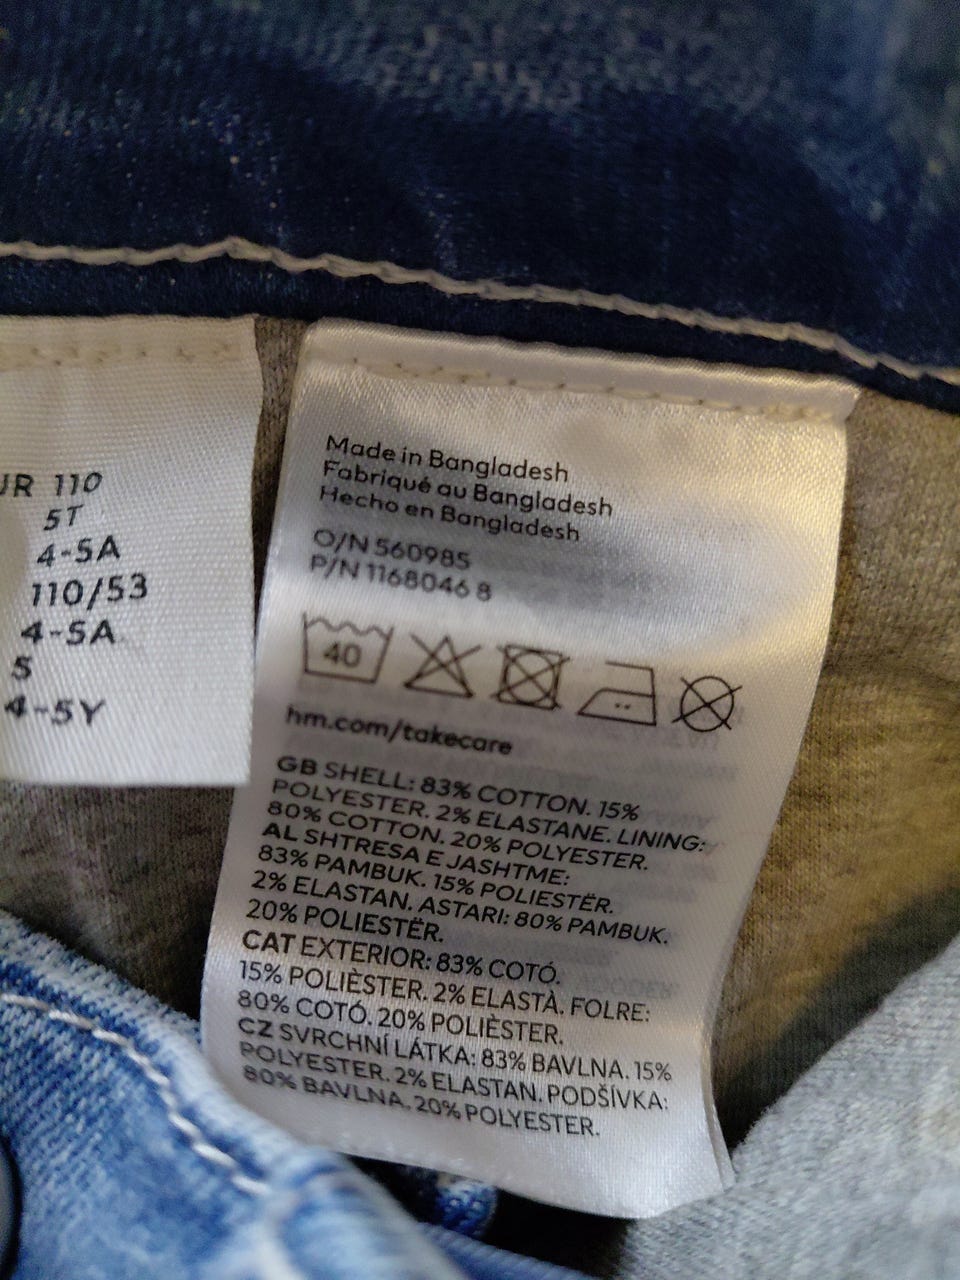 UR 110
5T
4-5A
110/53
4-5A
5
4-5Y
Made in Bangladesh
Fabriqué au Bangladesh
Hecho en Bangladesh
O/N 560985
P/N 1168046 8
40
hm.com/takecare
GB SHELL: 83% COTTON. 15%
POLYESTER. 2% ELASTANE. LINING:
80% COTTON. 20% POLYESTER.
AL SHTRESA E JASHTME:
83% PAMBUK. 15% POLIESTËR.
2% ELASTAN. ASTARI: 80% PAMBUK.
20% POLIESTËR.
CAT EXTERIOR: 83% COTÓ.
15% POLIÈSTER. 2% ELASTÀ. FOLRE:
80% COTÓ. 20% POLIÈSTER.
CZ SVRCHNÍ LÁTKA: 83% BAVLNA. 15%
POLYESTER. 2% ELASTAN. PODŠÍVKA:
80% BAVLNA. 20% POLYESTER.